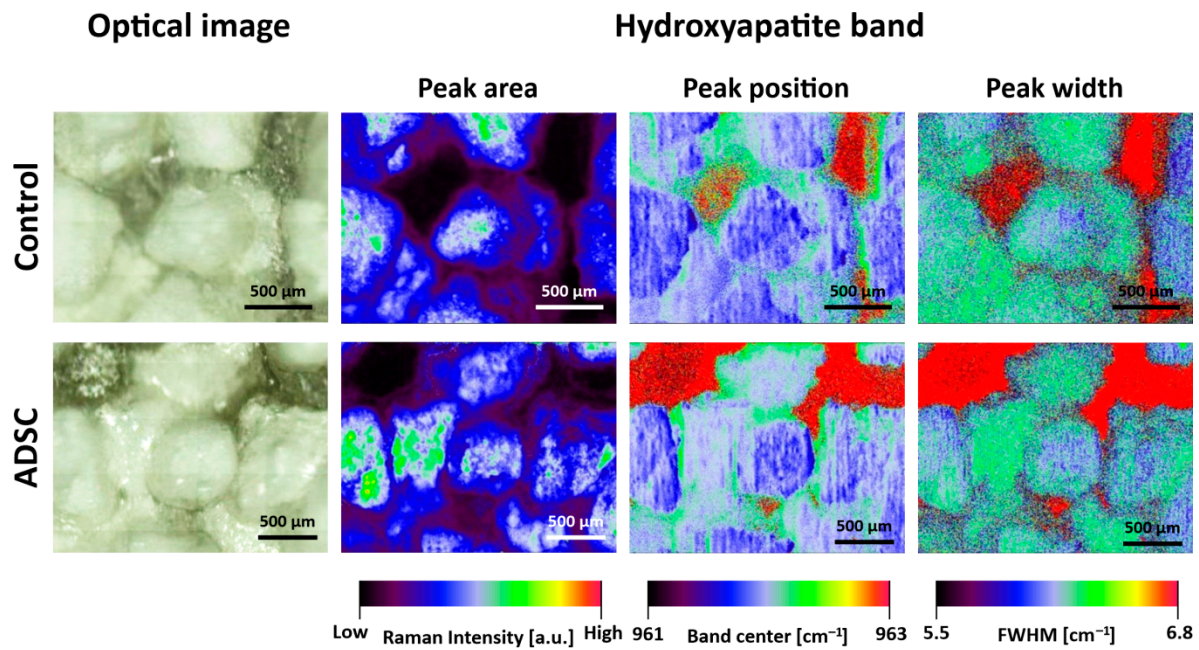 Optical image
Hydroxyapatite band
Peak area
Peak position
Peak width
Control
500 µm
500 µm
500 µm
500 µm
ADSC
500 µm
500 µm
500 µm
500 µm
Low Raman Intensity [a.u.] High
961 Band center [cm⁻¹] 963
5.5 FWHM [cm⁻¹] 6.8